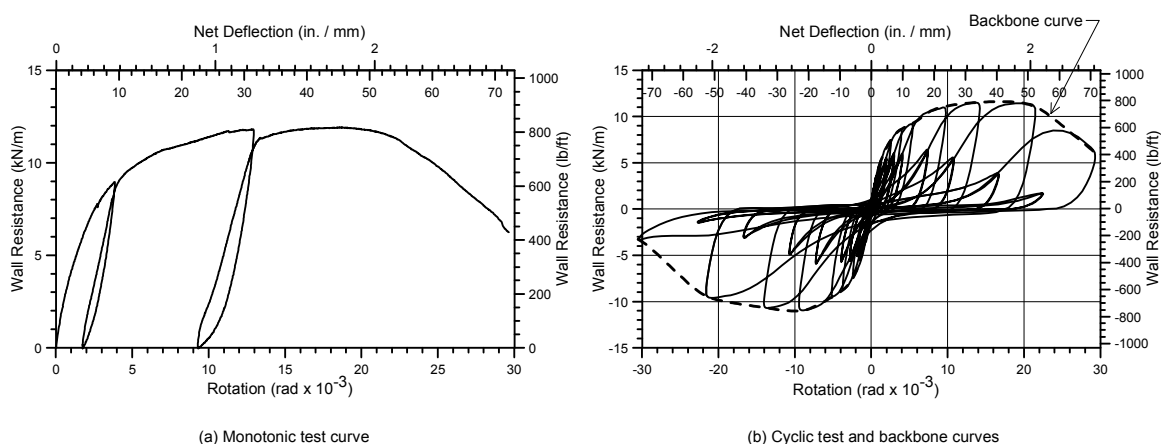 Net Deflection (in. / mm)
0 1 2
10 20 30 40 50 60 70
15 10 5 0
Wall Resistance (kN/m)
1000 800 600 400 200 0
Wall Resistance (lb/ft)
0 5 10 15 20 25 30
Rotation (rad x 10-3)
(a) Monotonic test curve
Backbone curve
Net Deflection (in. / mm)
-2 0 2
-70 -60 -50 -40 -30 -20 -10 0 10 20 30 40 50 60 70
15 10 5 0 -5 -10 -15
Wall Resistance (kN/m)
1000 800 600 400 200 0 -200 -400 -600 -800 -1000
Wall Resistance (lb/ft)
-30 -20 -10 0 10 20 30
Rotation (rad x 10-3)
(b) Cyclic test and backbone curves